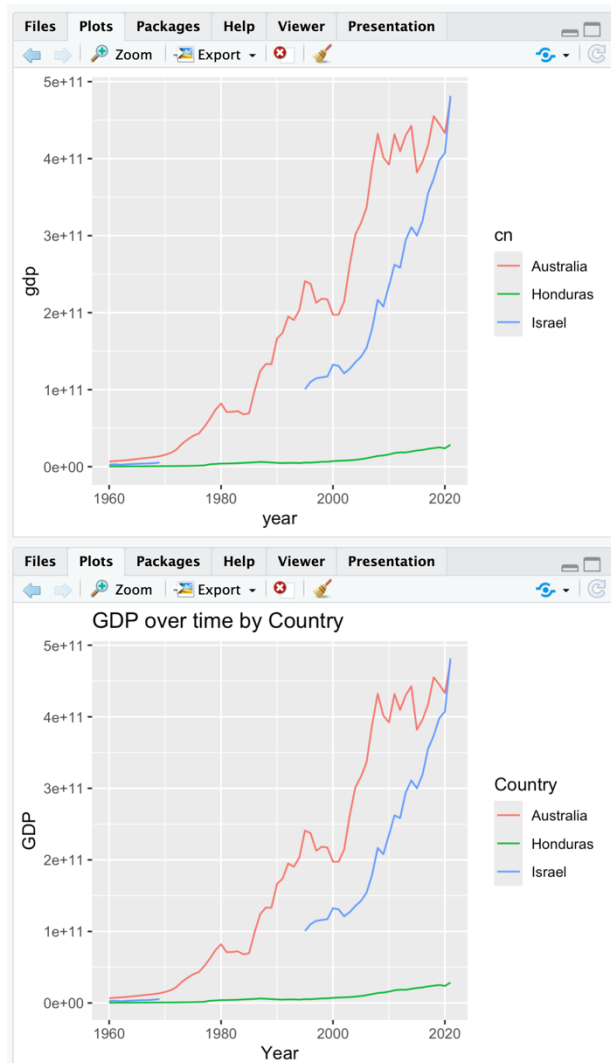 Files Plots Packages Help Viewer Presentation
Zoom Export
5e+11
4e+11
3e+11
2e+11
1e+11
0e+00
gdp
1960 1980 2000 2020
year
cn
Australia
Honduras
Israel
Files Plots Packages Help Viewer Presentation
Zoom Export
GDP over time by Country
5e+11
4e+11
3e+11
2e+11
1e+11
0e+00
GDP
1960 1980 2000 2020
Year
Country
Australia
Honduras
Israel